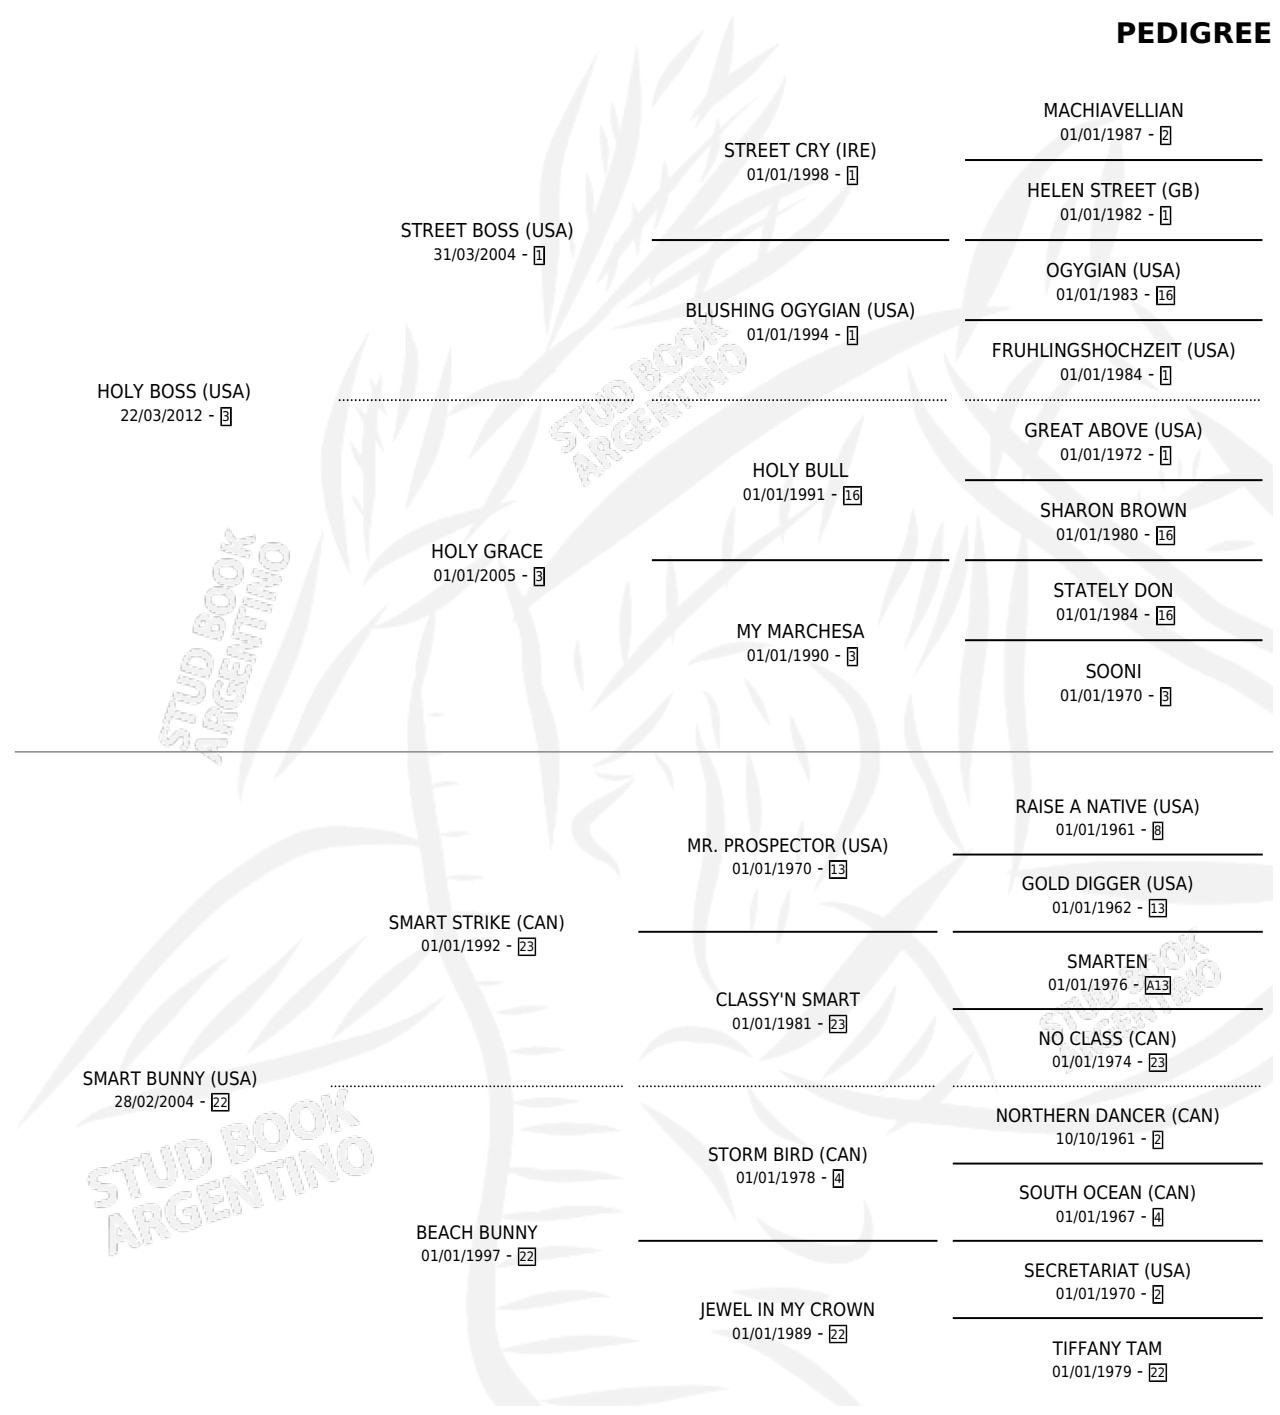 PEDIGREE
MACHIAVELLIAN
01/01/1987 - 2
STREET CRY (IRE)
01/01/1998 - 1
HELEN STREET (GB)
01/01/1982 - 1
STREET BOSS (USA)
31/03/2004 - 1
OGYGIAN (USA)
01/01/1983 - 16
BLUSHING OGYGIAN (USA)
01/01/1994 - 1
FRUHLINGSHOCHZEIT (USA)
01/01/1984 - 1
HOLY BOSS (USA)
22/03/2012 - 3
GREAT ABOVE (USA)
01/01/1972 - 1
HOLY BULL
01/01/1991 - 16
SHARON BROWN
01/01/1980 - 16
HOLY GRACE
01/01/2005 - 3
STATELY DON
01/01/1984 - 16
MY MARCHESA
01/01/1990 - 3
SOONI
01/01/1970 - 3
STUD BOOK
ARGENTINO
STUD BOOK
ARGENTINO
RAISE A NATIVE (USA)
01/01/1961 - 8
MR. PROSPECTOR (USA)
01/01/1970 - 13
GOLD DIGGER (USA)
01/01/1962 - 13
SMART STRIKE (CAN)
01/01/1992 - 23
SMARTEN
01/01/1976 - A13
CLASSY'N SMART
01/01/1981 - 23
NO CLASS (CAN)
01/01/1974 - 23
SMART BUNNY (USA)
28/02/2004 - 22
NORTHERN DANCER (CAN)
10/10/1961 - 2
STORM BIRD (CAN)
01/01/1978 - 4
SOUTH OCEAN (CAN)
01/01/1967 - 4
BEACH BUNNY
01/01/1997 - 22
SECRETARIAT (USA)
01/01/1970 - 2
JEWEL IN MY CROWN
01/01/1989 - 22
TIFFANY TAM
01/01/1979 - 22
STUD BOOK
ARGENTINO
STUD BOOK
ARGENTINO